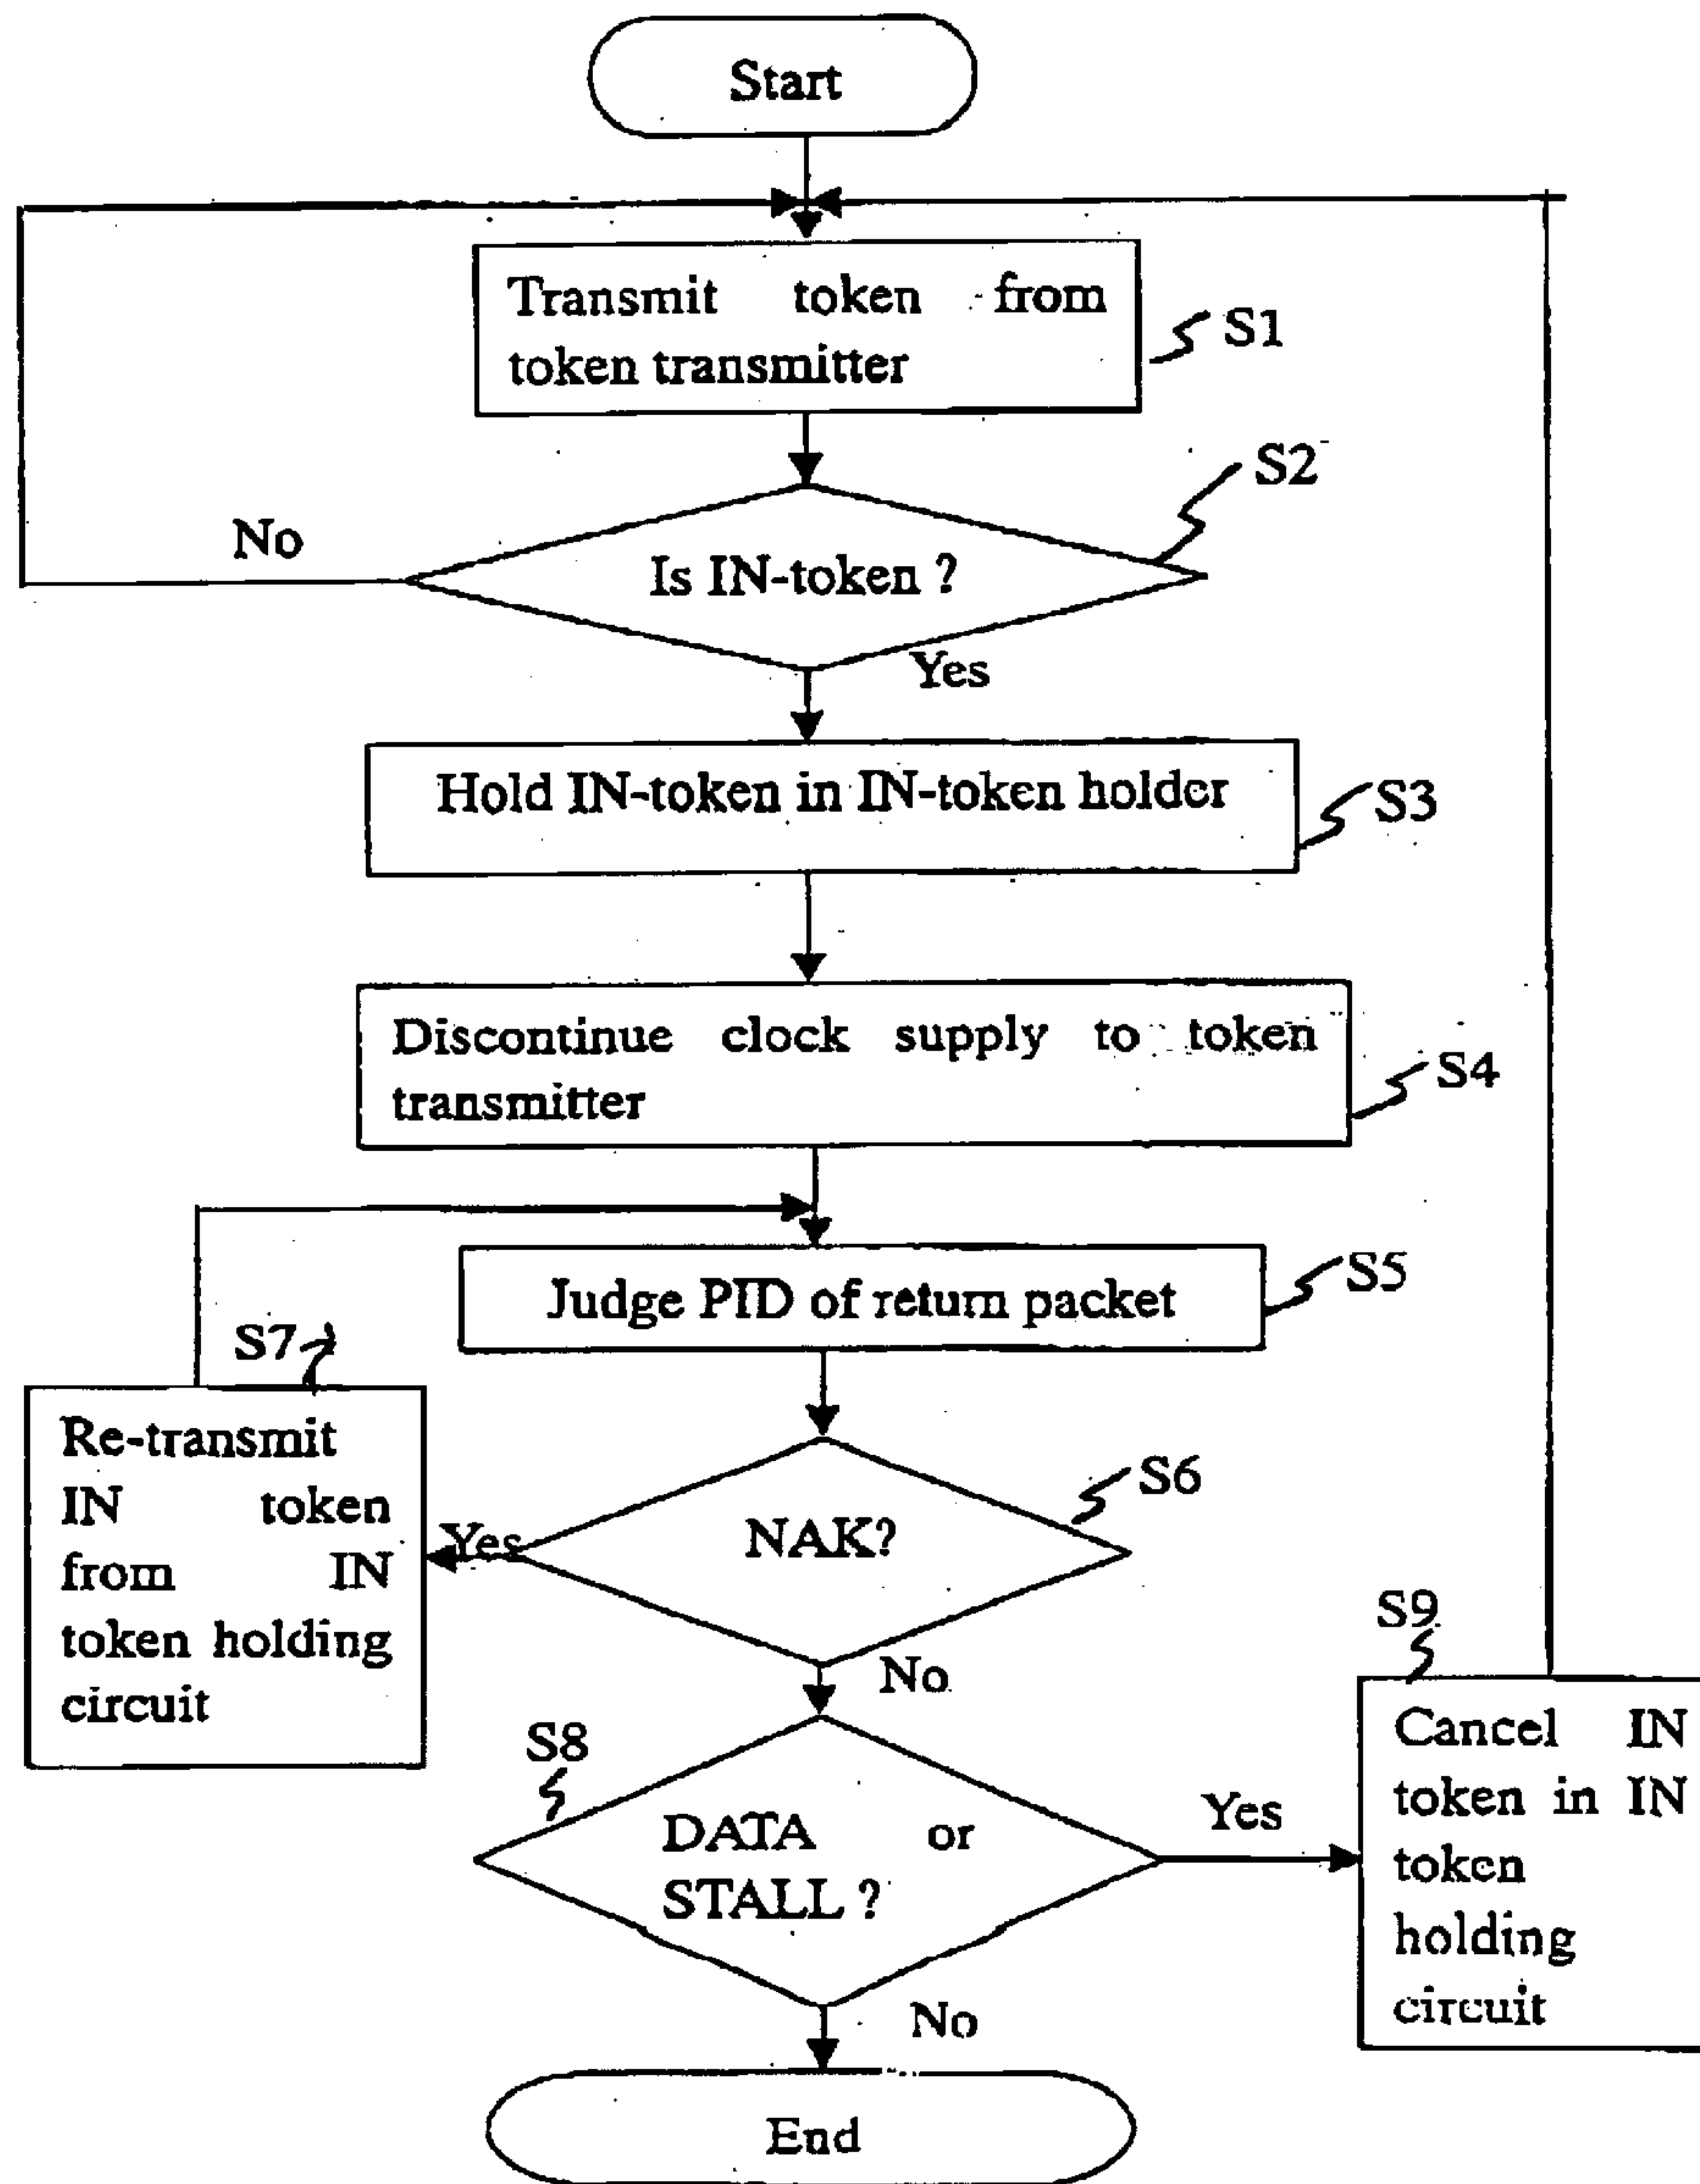 Start
Transmit token from
token transmitter
S1
S2
No
Is IN-token ?
Yes
Hold IN-token in IN-token holder
S3
Discontinue clock supply to token
transmitter
S4
Judge PID of return packet
S5
S7
Re-transmit
IN token
from IN
token holding
circuit
Yes
NAK?
S6
No
S8
DATA or
STALL ?
Yes
S9
Cancel IN
token in IN
token
holding
circuit
No
End